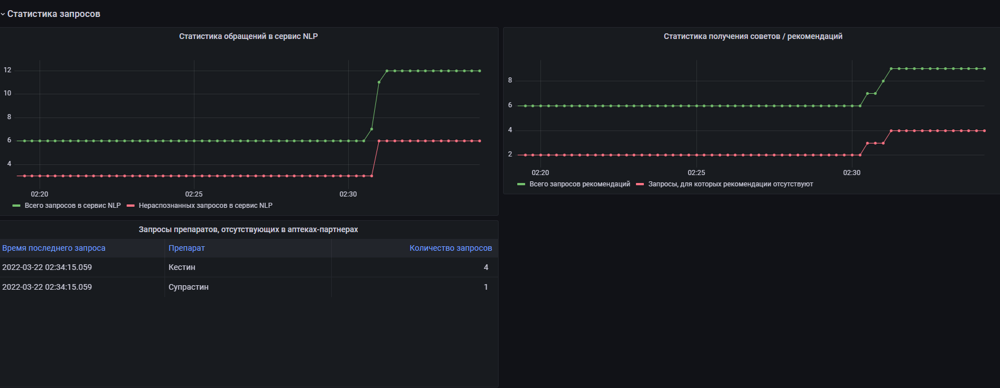 Статистика запросов
Статистика обращений в сервис NLP
12
10
8
6
4
02:20 02:25 02:30
Всего запросов в сервис NLP Нераспознанных запросов в сервис NLP
Статистика получения советов / рекомендаций
8
6
4
2
02:20 02:25 02:30
Всего запросов рекомендаций Запросы, для которых рекомендации отсутствуют
Запросы препаратов, отсутствующих в аптеках-партнерах
Время последнего запроса Препарат Количество запросов
2022-03-22 02:34:15.059 Кестин 4
2022-03-22 02:34:15.059 Супрастин 1